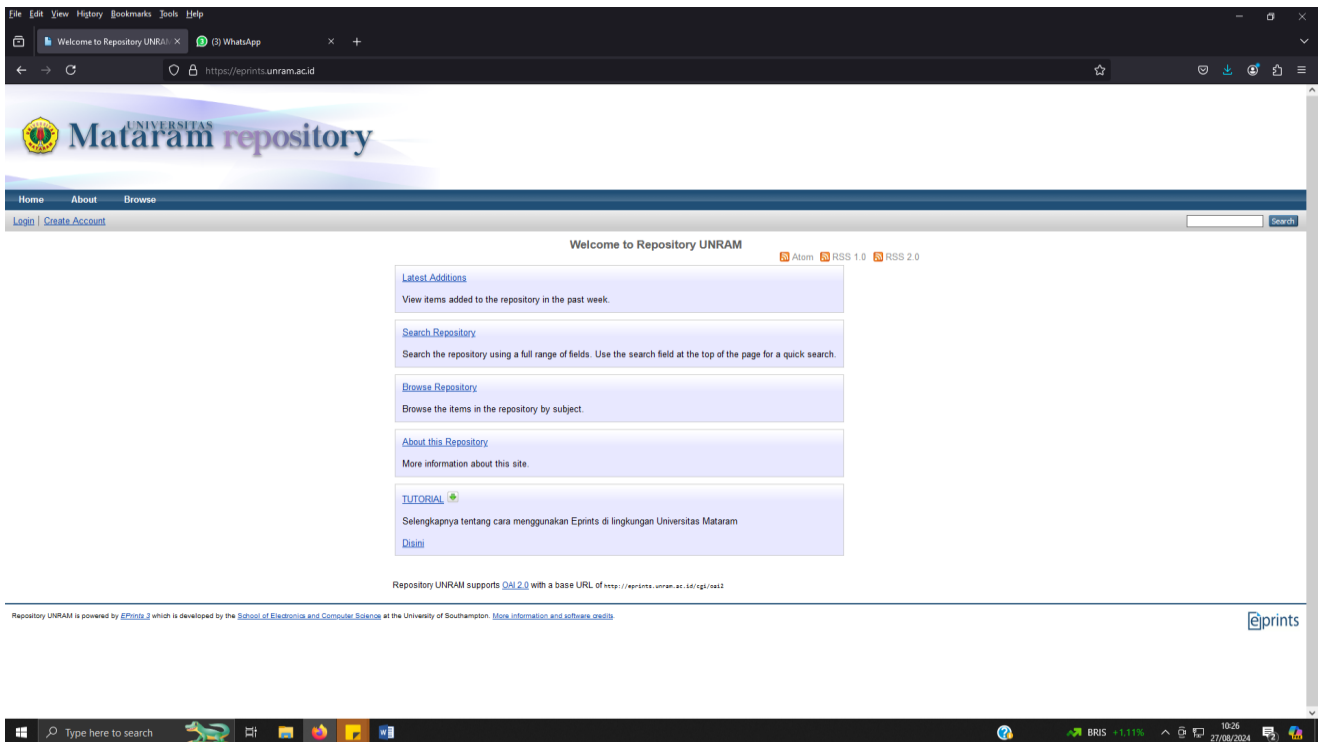 File Edit View History Bookmarks Tools Help
Welcome to Repository UNRAM
(3) WhatsApp
https://eprints.unram.ac.id
UNIVERSITAS
Mataram repository
Home About Browse
Login | Create Account
Search
Welcome to Repository UNRAM
Atom RSS 1.0 RSS 2.0
Latest Additions
View items added to the repository in the past week.
Search Repository
Search the repository using a full range of fields. Use the search field at the top of the page for a quick search.
Browse Repository
Browse the items in the repository by subject.
About this Repository
More information about this site.
TUTORIAL
Selengkapnya tentang cara menggunakan Eprints di lingkungan Universitas Mataram
Disini
Repository UNRAM supports OAI 2.0 with a base URL of http://eprints.unram.ac.id/cgi/oai2
Repository UNRAM is powered by EPrints 3 which is developed by the School of Electronics and Computer Science at the University of Southampton. More information and software credits.
eprints
Type here to search
BRIS +1,11%
10:26
27/08/2024
2